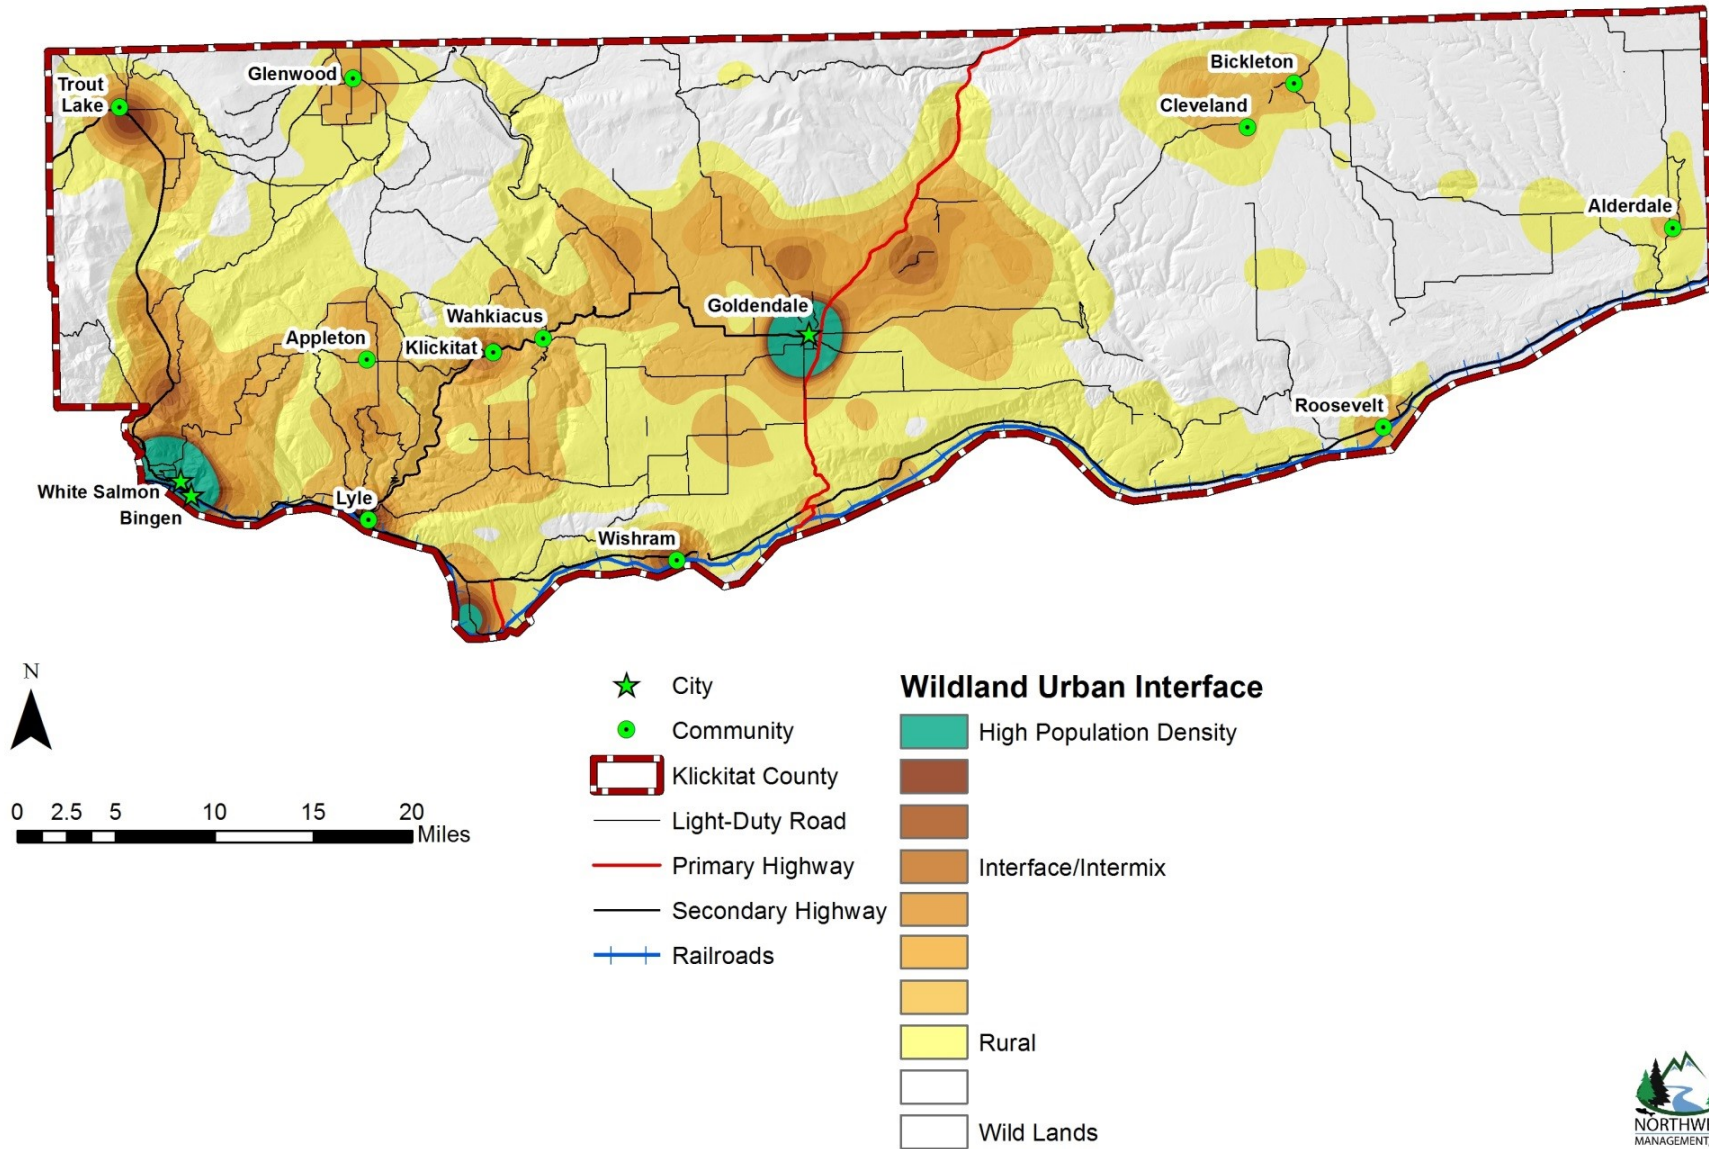 Trout
Lake
Glenwood
Bickleton
Cleveland
Alderdale
Goldendale
Wahkiacus
Appleton
Klickitat
Roosevelt
White Salmon
Bingen
Lyle
Wishram
N
0 2.5 5 10 15 20
Miles
City
Community
Klickitat County
Light-Duty Road
Primary Highway
Secondary Highway
Railroads
Wildland Urban Interface
High Population Density
Interface/Intermix
Rural
Wild Lands